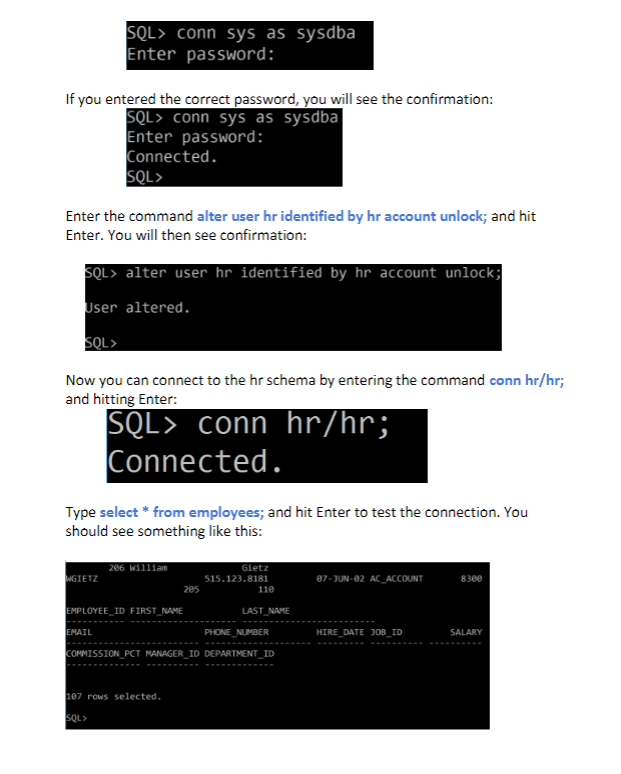 SQL> conn sys as sysdba
Enter password:
If you entered the correct password, you will see the confirmation:
SQL> conn sys as sysdba
Enter password:
Connected.
SQL>
Enter the command alter user hr identified by hr account unlock; and hit
Enter. You will then see confirmation:
SQL> alter user hr identified by hr account unlock;
User altered.
SQL>
Now you can connect to the hr schema by entering the command conn hr/hr;
and hitting Enter:
SQL> conn hr/hr;
Connected.
Type select * from employees; and hit Enter to test the connection. You
should see something like this:
206 William Gietz
WGIETZ 515.123.8181 07-JUN-02 AC_ACCOUNT 8300
205 110
EMPLOYEE_ID FIRST_NAME LAST_NAME
EMAIL PHONE_NUMBER HIRE_DATE JOB_ID SALARY
COMMISSION_PCT MANAGER_ID DEPARTMENT_ID
107 rows selected.
SQL>